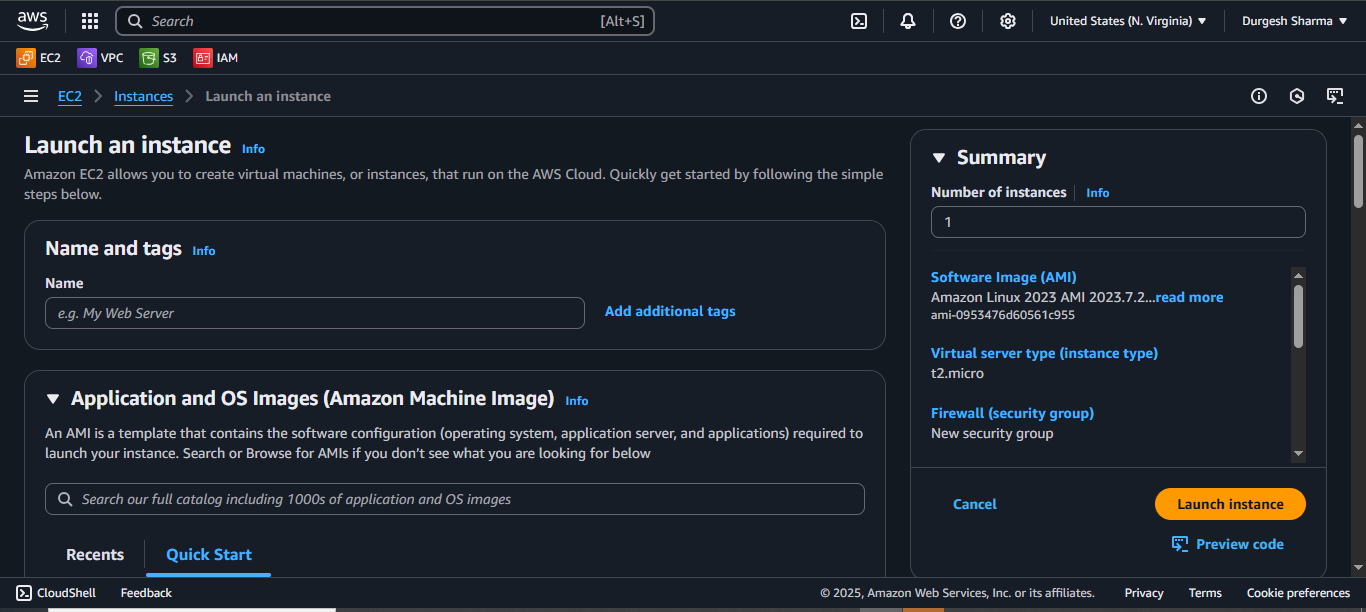 aws
Search [Alt+S]
United States (N. Virginia)
Durgesh Sharma
EC2 VPC S3 IAM
EC2 Instances Launch an instance
Launch an instance Info
Amazon EC2 allows you to create virtual machines, or instances, that run on the AWS Cloud. Quickly get started by following the simple
steps below.
Name and tags Info
Name
e.g. My Web Server
Add additional tags
Application and OS Images (Amazon Machine Image) Info
An AMI is a template that contains the software configuration (operating system, application server, and applications) required to
launch your instance. Search or Browse for AMIs if you don't see what you are looking for below
Search our full catalog including 1000s of application and OS images
Recents Quick Start
Summary
Number of instances Info
1
Software Image (AMI)
Amazon Linux 2023 AMI 2023.7.2...read more
ami-0953476d60561c955
Virtual server type (instance type)
t2.micro
Firewall (security group)
New security group
Cancel Launch instance
Preview code
CloudShell Feedback
© 2025, Amazon Web Services, Inc. or its affiliates. Privacy Terms Cookie preferences